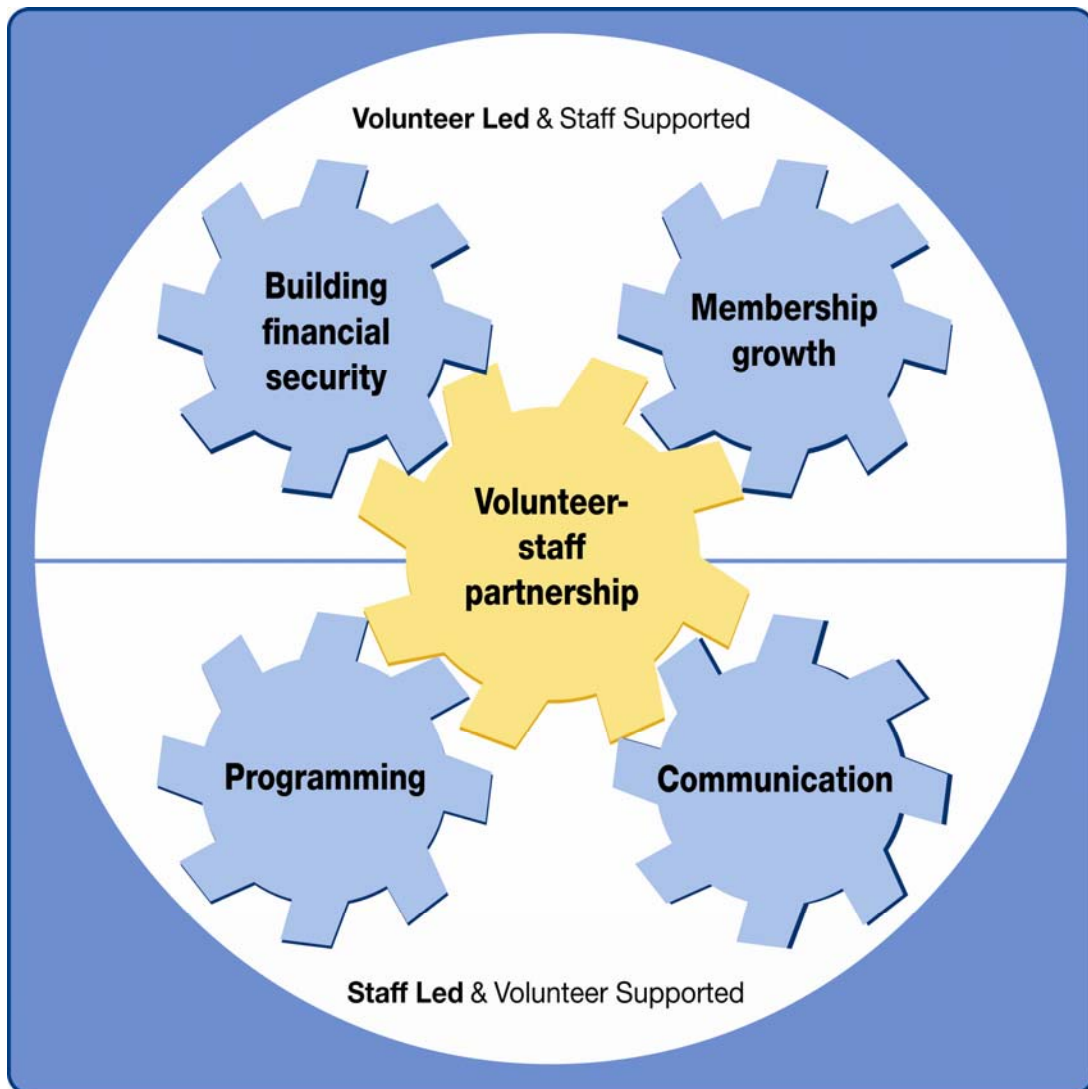 Volunteer Led & Staff Supported
Building
financial
security
Membership
growth
Volunteer-
staff
partnership
Programming
Communication
Staff Led & Volunteer Supported